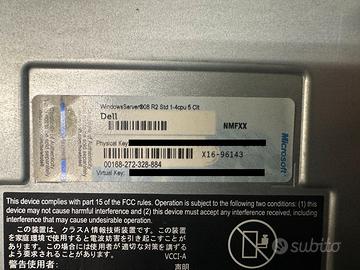 WindowsServer®08 R2 Std 1-4cpu 5 Clt
Dell
NMFXX
Physical Key:
X16-96143
00168-272-328-884
Virtual Key:
Microsoft
This device complies with part 15 of the FCC rules. Operation is subject to the following two conditions: (1) this
device may not cause harmful interference and (2) this device must accept any interference received, including
interference that may cause undesirable operation.
この装置は、クラスA情報技術装置です。この
装置を家庭環境で使用すると電波妨害を引き起こすことが
あります。この場合には使用者が適切な対策を講ず
るよう要求されることがあります。
VCCI-A
警告使用者:
声明
subito